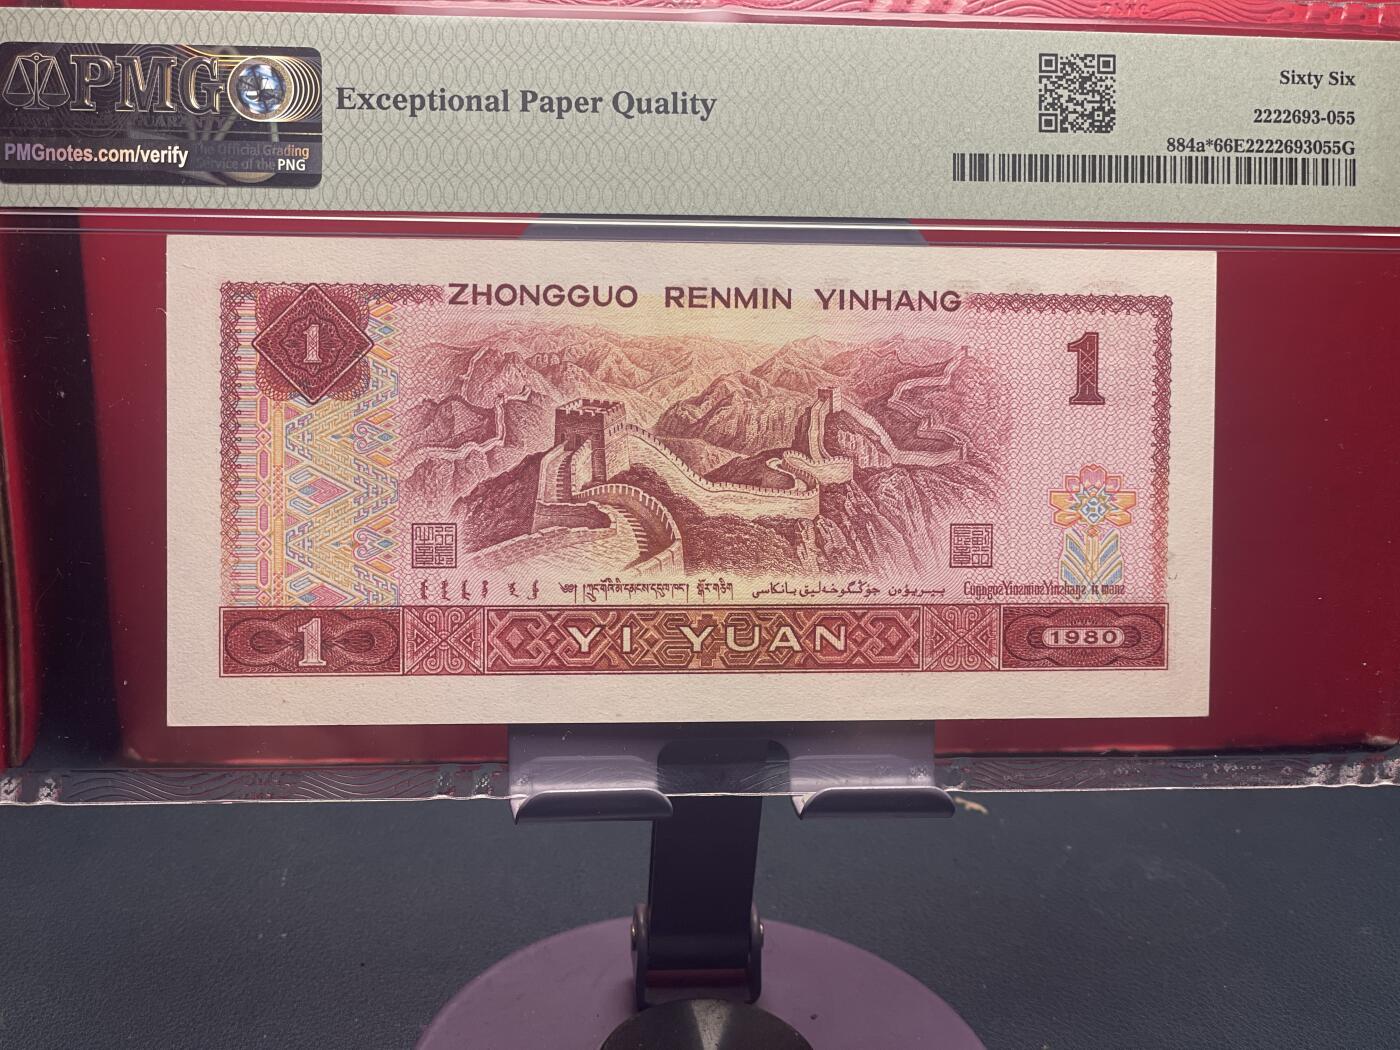 PMG
PMGnotes.com/verify
The Official Grading
Service of the PNG
Exceptional Paper Quality
Sixty Six
2222693-055
884a*66E2222693055G
ZHONGGUO RENMIN YINHANG
1
1
1
YI YUAN
1980